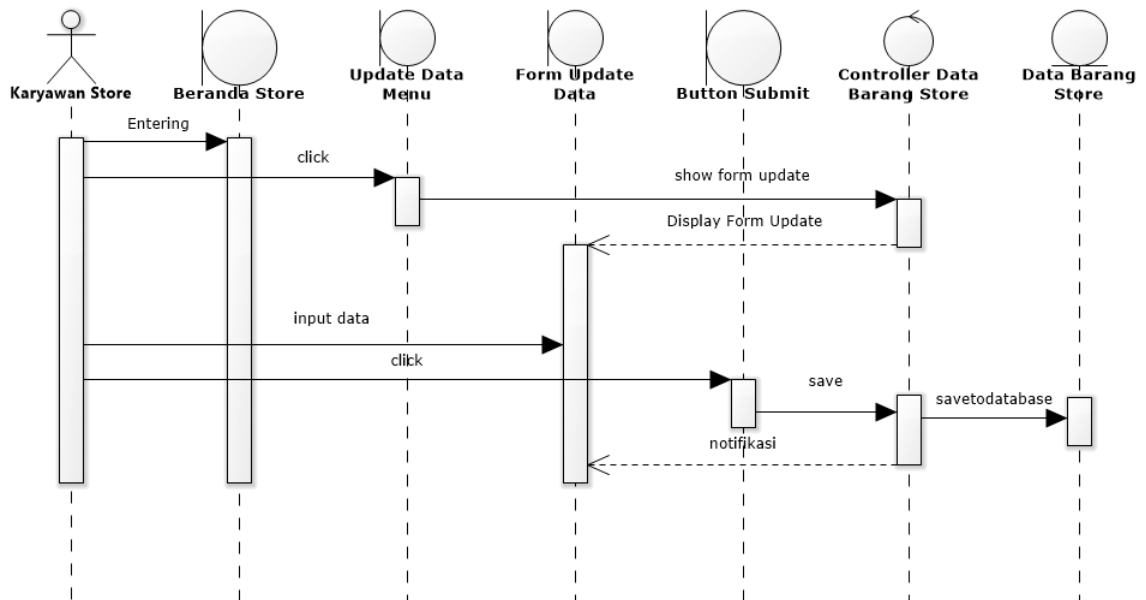 Karyawan Store
Beranda Store
Update Data
Menu
Form Update
Data
Button Submit
Controller Data
Barang Store
Data Barang
Store
Entering
click
show form update
Display Form Update
input data
click
save
savetodatabase
notifikasi